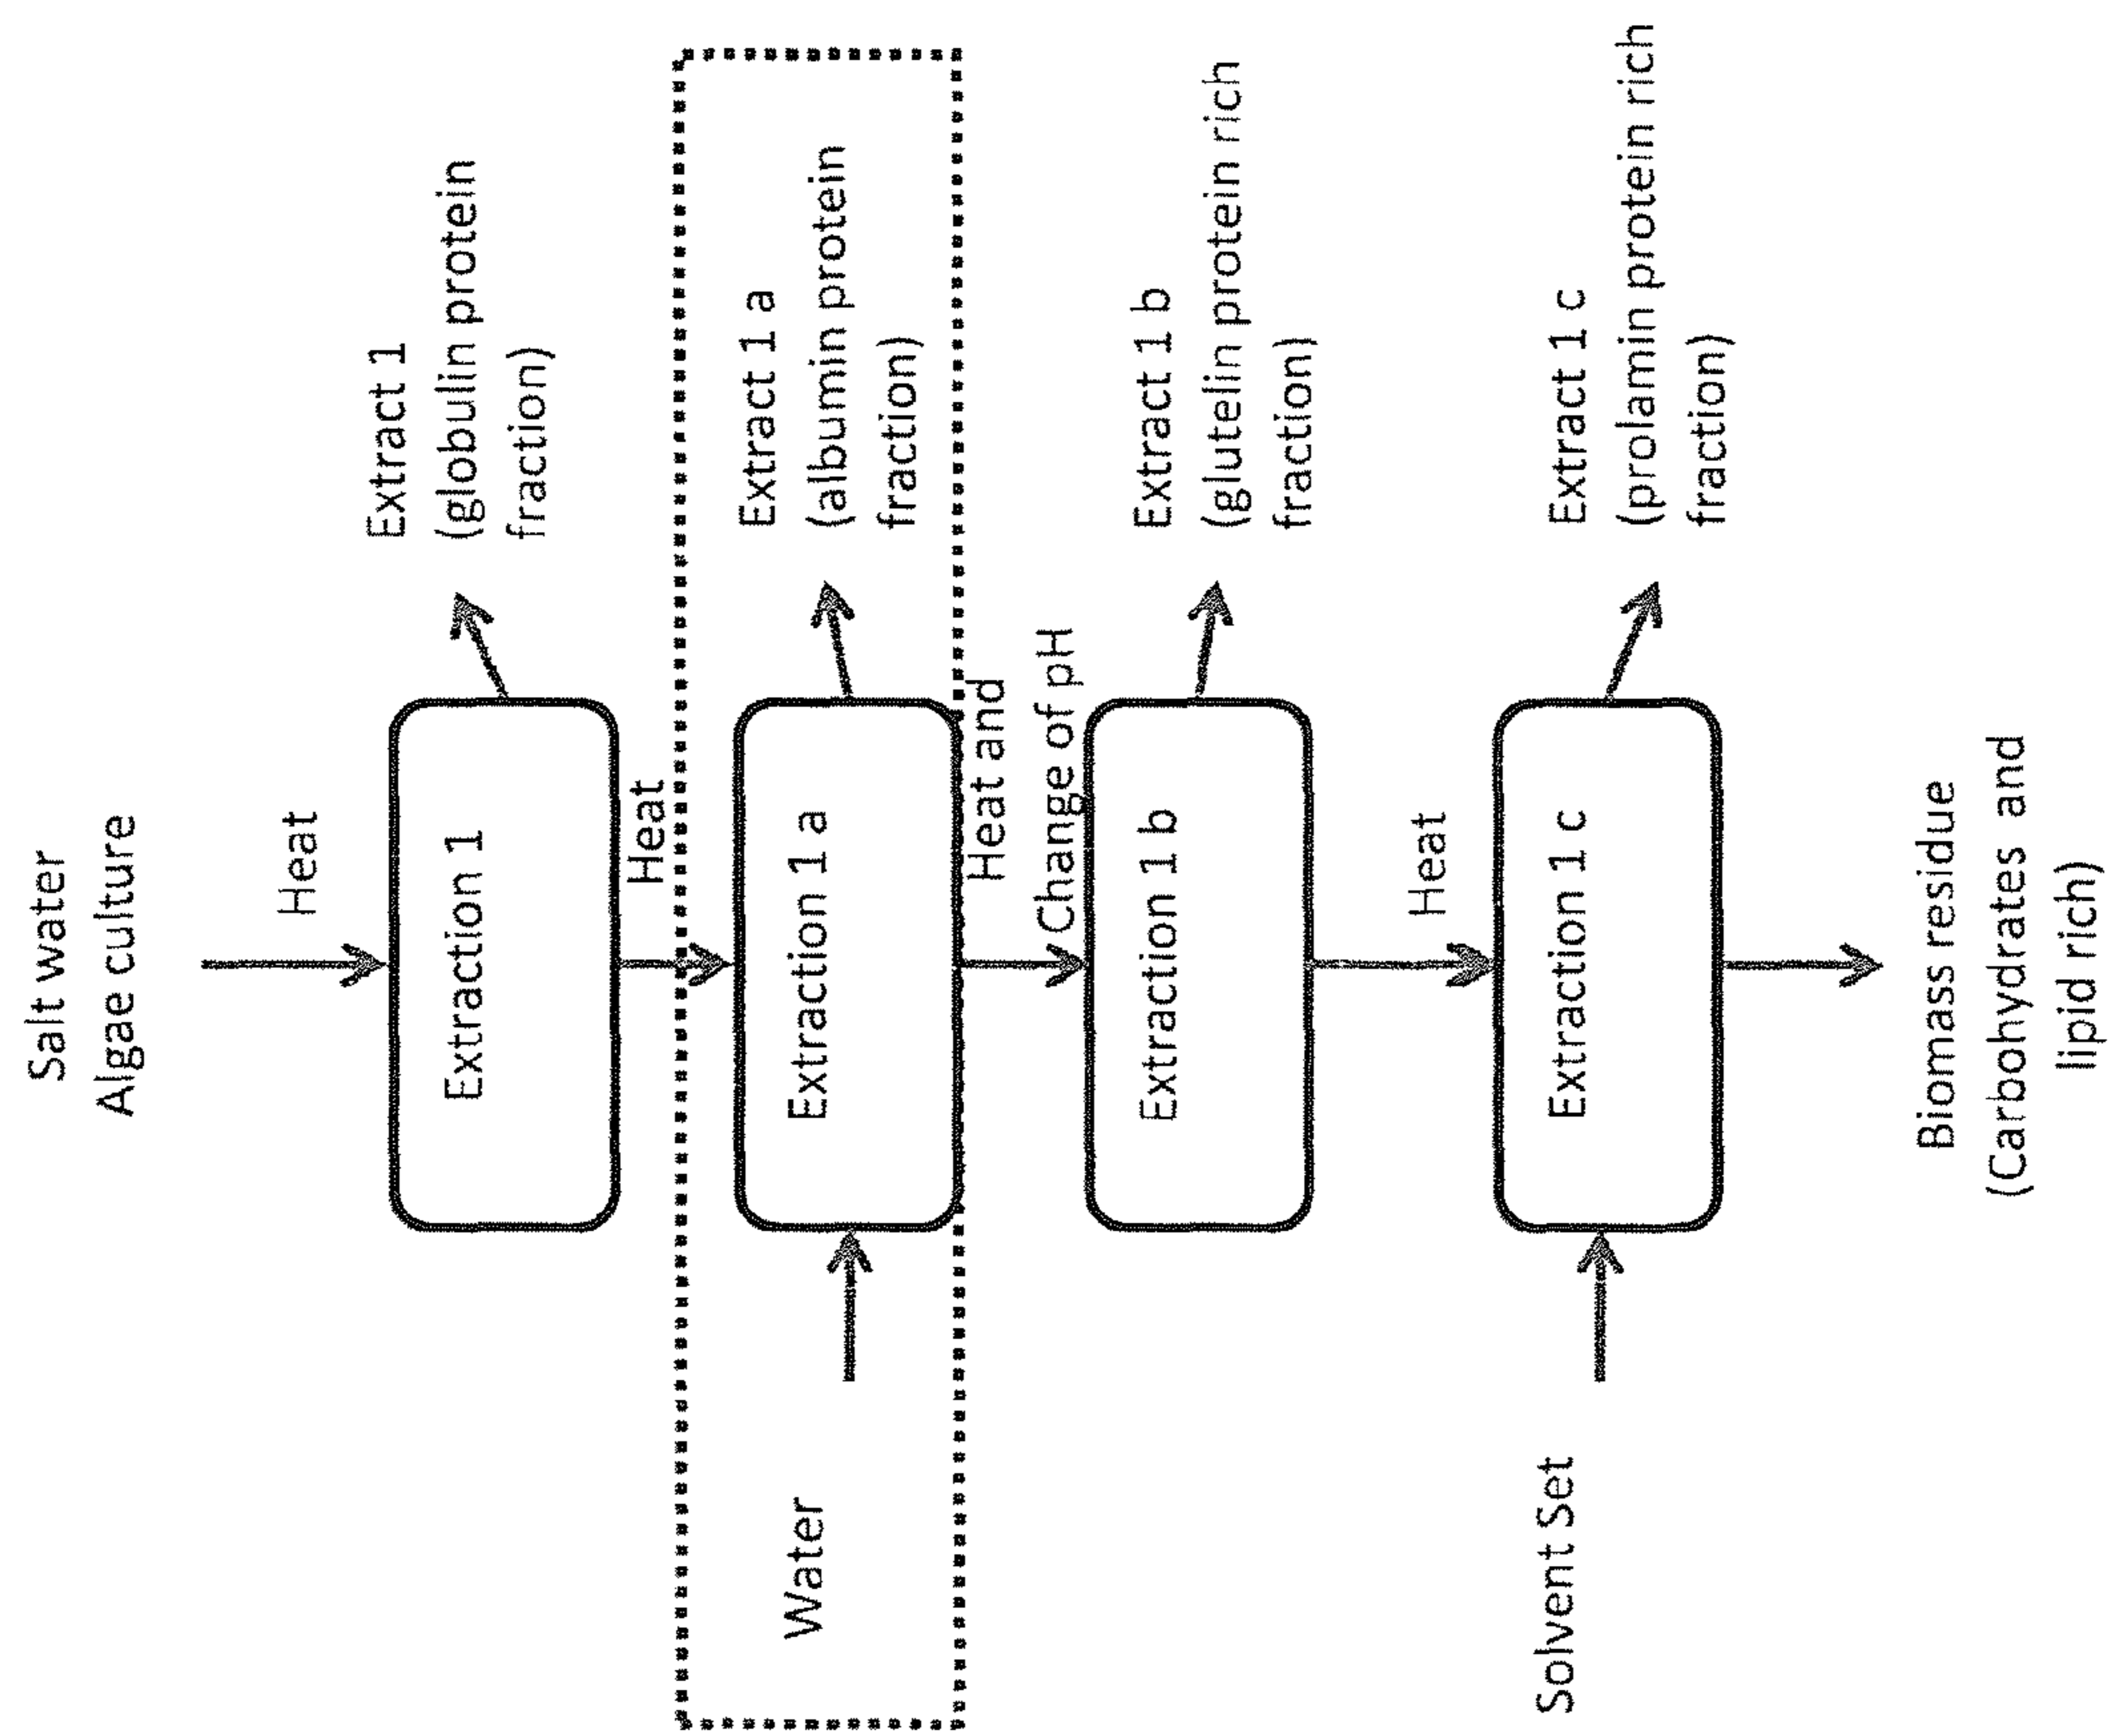 Salt water
Algae culture
Heat
Extraction 1
Extract 1
(globulin protein
fraction)
Heat
Water
Extraction 1 a
Extract 1 a
(albumin protein
fraction)
Heat and
Change of pH
Extraction 1 b
Extract 1 b
(glutelin protein rich
fraction)
Heat
Solvent Set
Extraction 1 c
Extract 1 c
(prolamin protein rich
fraction)
Biomass residue
(Carbohydrates and
lipid rich)